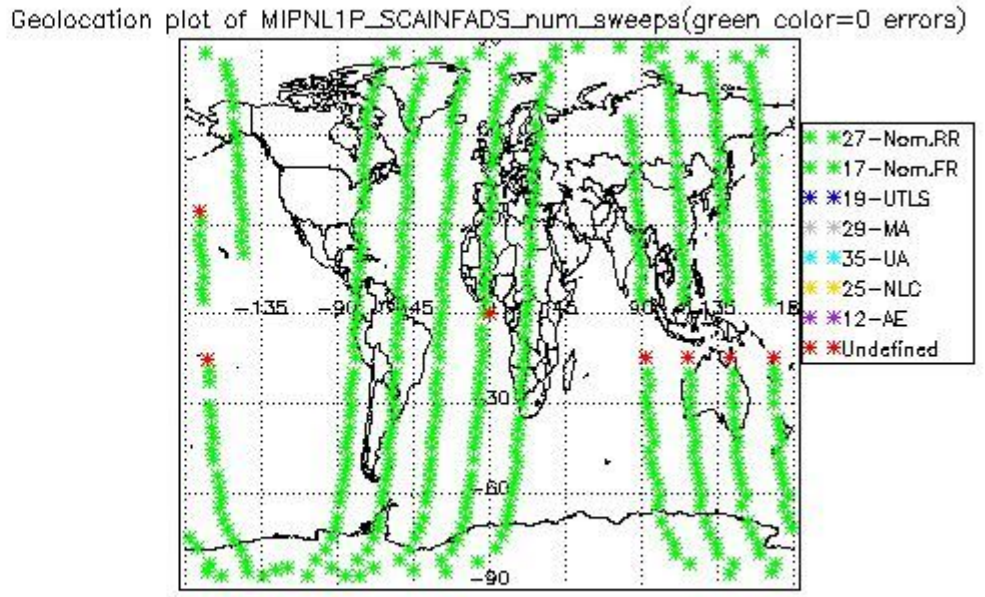 Geolocation plot of MIPNL1P_SCAINFADS_num_sweeps(green color=0 errors)
27-Nom.RR
17-Nom.FR
19-UTLS
29-MA
35-UA
25-NLC
12-AE
Undefined
-135
-90
-45
45
90
135
-30
-60
-90